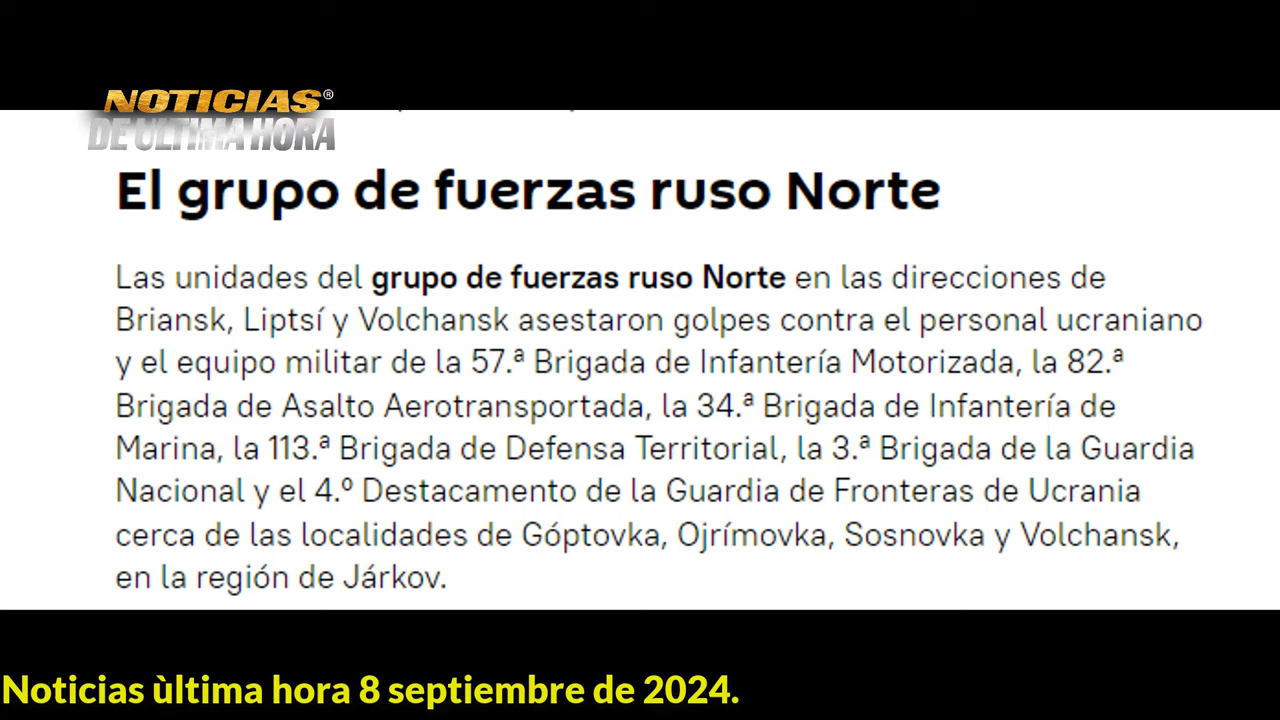 NOTICIAS®
DE ULTIMA HORA
El grupo de fuerzas ruso Norte
Las unidades del grupo de fuerzas ruso Norte en las direcciones de
Briansk, Liptsí y Volchansk asestaron golpes contra el personal ucraniano
y el equipo militar de la 57.ª Brigada de Infantería Motorizada, la 82.ª
Brigada de Asalto Aerotransportada, la 34.ª Brigada de Infantería de
Marina, la 113.ª Brigada de Defensa Territorial, la 3.ª Brigada de la Guardia
Nacional y el 4.º Destacamento de la Guardia de Fronteras de Ucrania
cerca de las localidades de Góptovka, Ojrímovka, Sosnovka y Volchansk,
en la región de Járkov.
Noticias ùltima hora 8 septiembre de 2024.